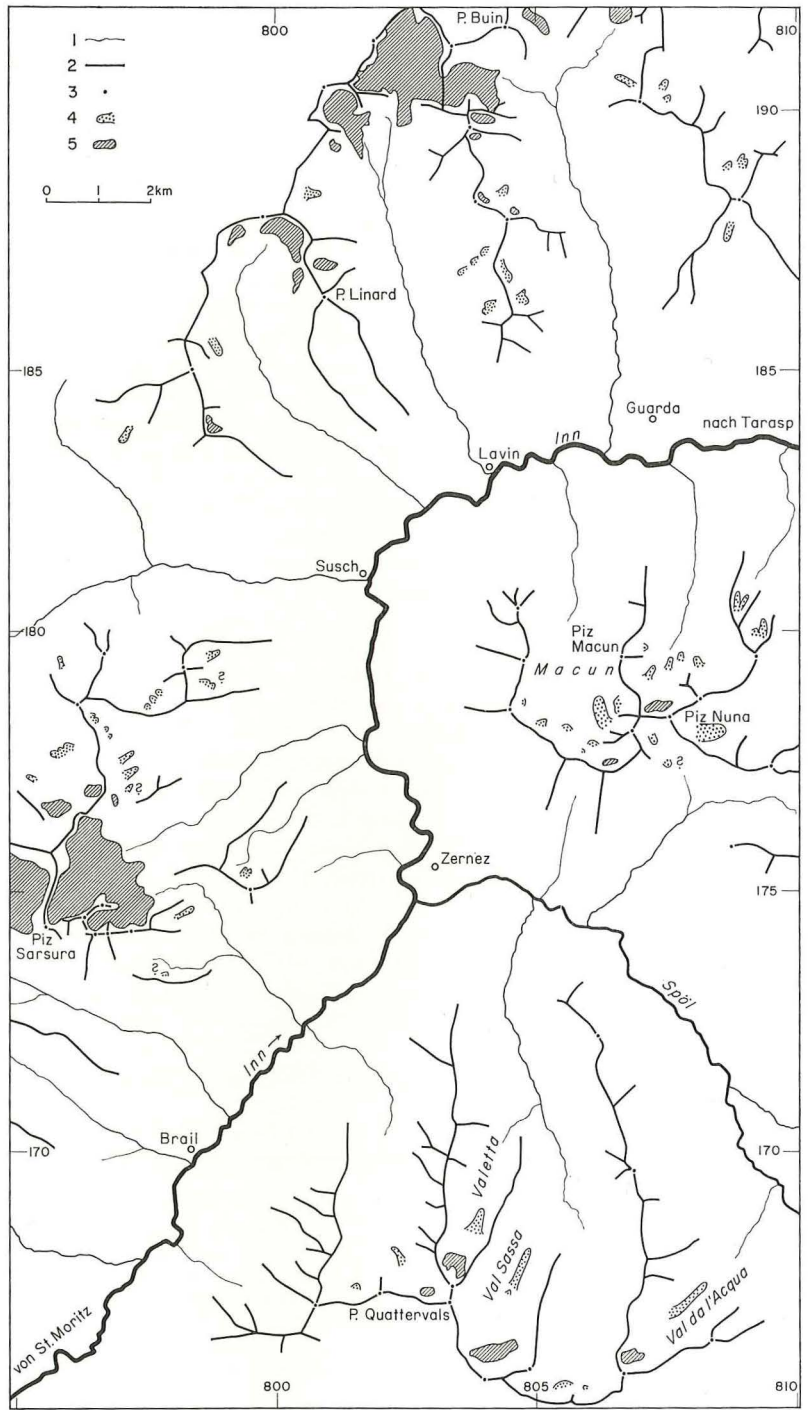 800
P. Buin
810
1
2
3
4
5
190
0 1 2km
P. Linard
185
185
Guarda
nach Tarasp
Inn
Lavin
Susch
180
Piz
Macun
Macun
?
Piz Nuna
?
?
Zernez
175
Piz
Sarsura
?
Spöl
Inn →
Brail
170
170
Valetta
Val Sassa
Val da l'Acqua
P. Quattervals
von St. Moritz
800
805
810